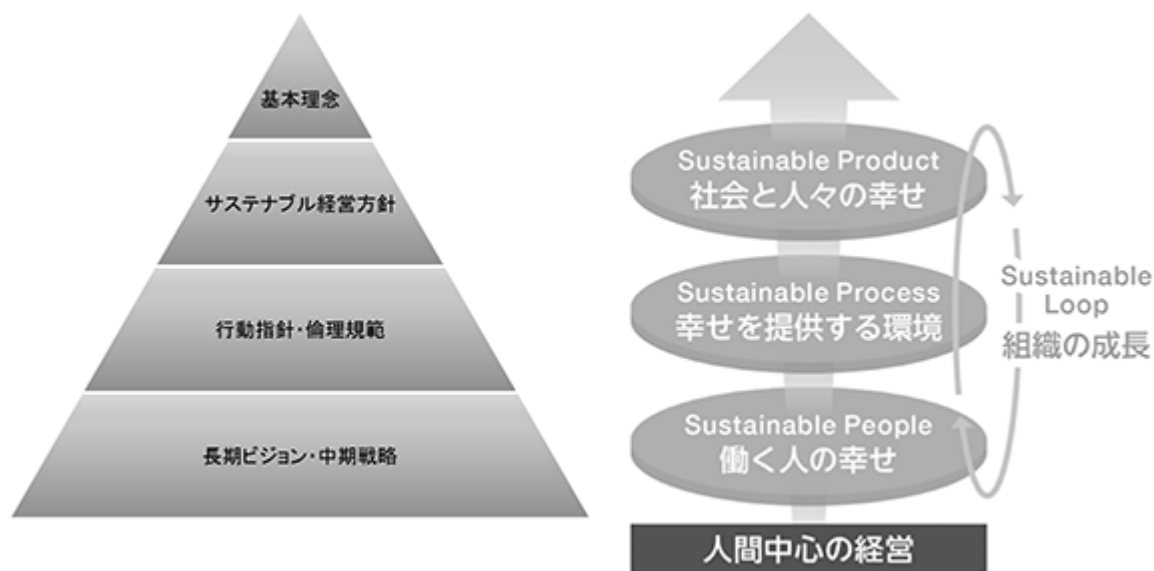 基本理念
サステナブル経営方針
行動指針・倫理規範
長期ビジョン・中期戦略
Sustainable Product
社会と人々の幸せ
Sustainable Process
幸せを提供する環境
Sustainable People
働く人の幸せ
Sustainable
Loop
組織の成長
人間中心の経営